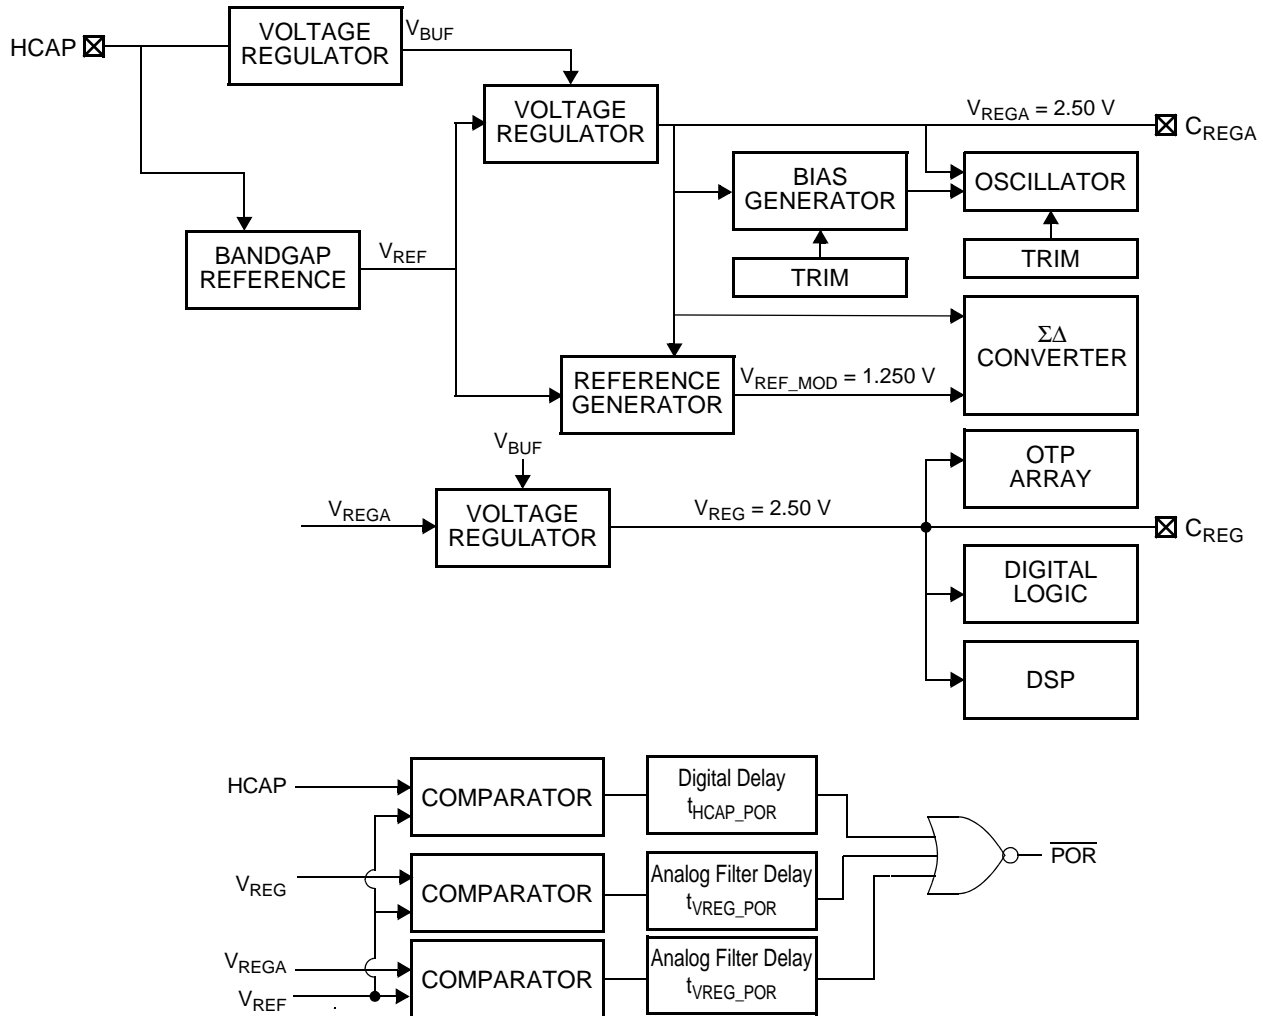 HCAP
VOLTAGE
REGULATOR
VBUF
VOLTAGE
REGULATOR
VREGA = 2.50 V
CREGA
BIAS
GENERATOR
OSCILLATOR
TRIM
TRIM
BANDGAP
REFERENCE
VREF
ΣΔ
CONVERTER
REFERENCE
GENERATOR
VREF_MOD = 1.250 V
VBUF
OTP
ARRAY
VREGA
VOLTAGE
REGULATOR
VREG = 2.50 V
CREG
DIGITAL
LOGIC
DSP
HCAP
COMPARATOR
Digital Delay
tHCAP_POR
VREG
COMPARATOR
Analog Filter Delay
tVREG_POR
POR
VREGA
VREF
COMPARATOR
Analog Filter Delay
tVREG_POR